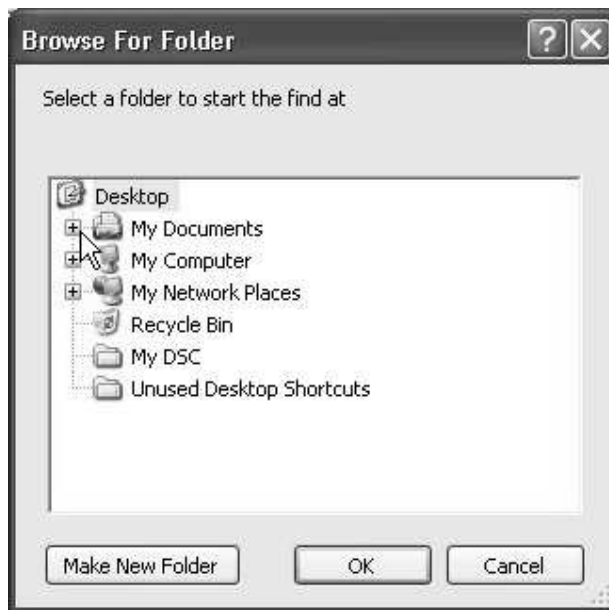 Browse For Folder
Select a folder to start the find at
Desktop
My Documents
My Computer
My Network Places
Recycle Bin
My DSC
Unused Desktop Shortcuts
Make New Folder OK Cancel